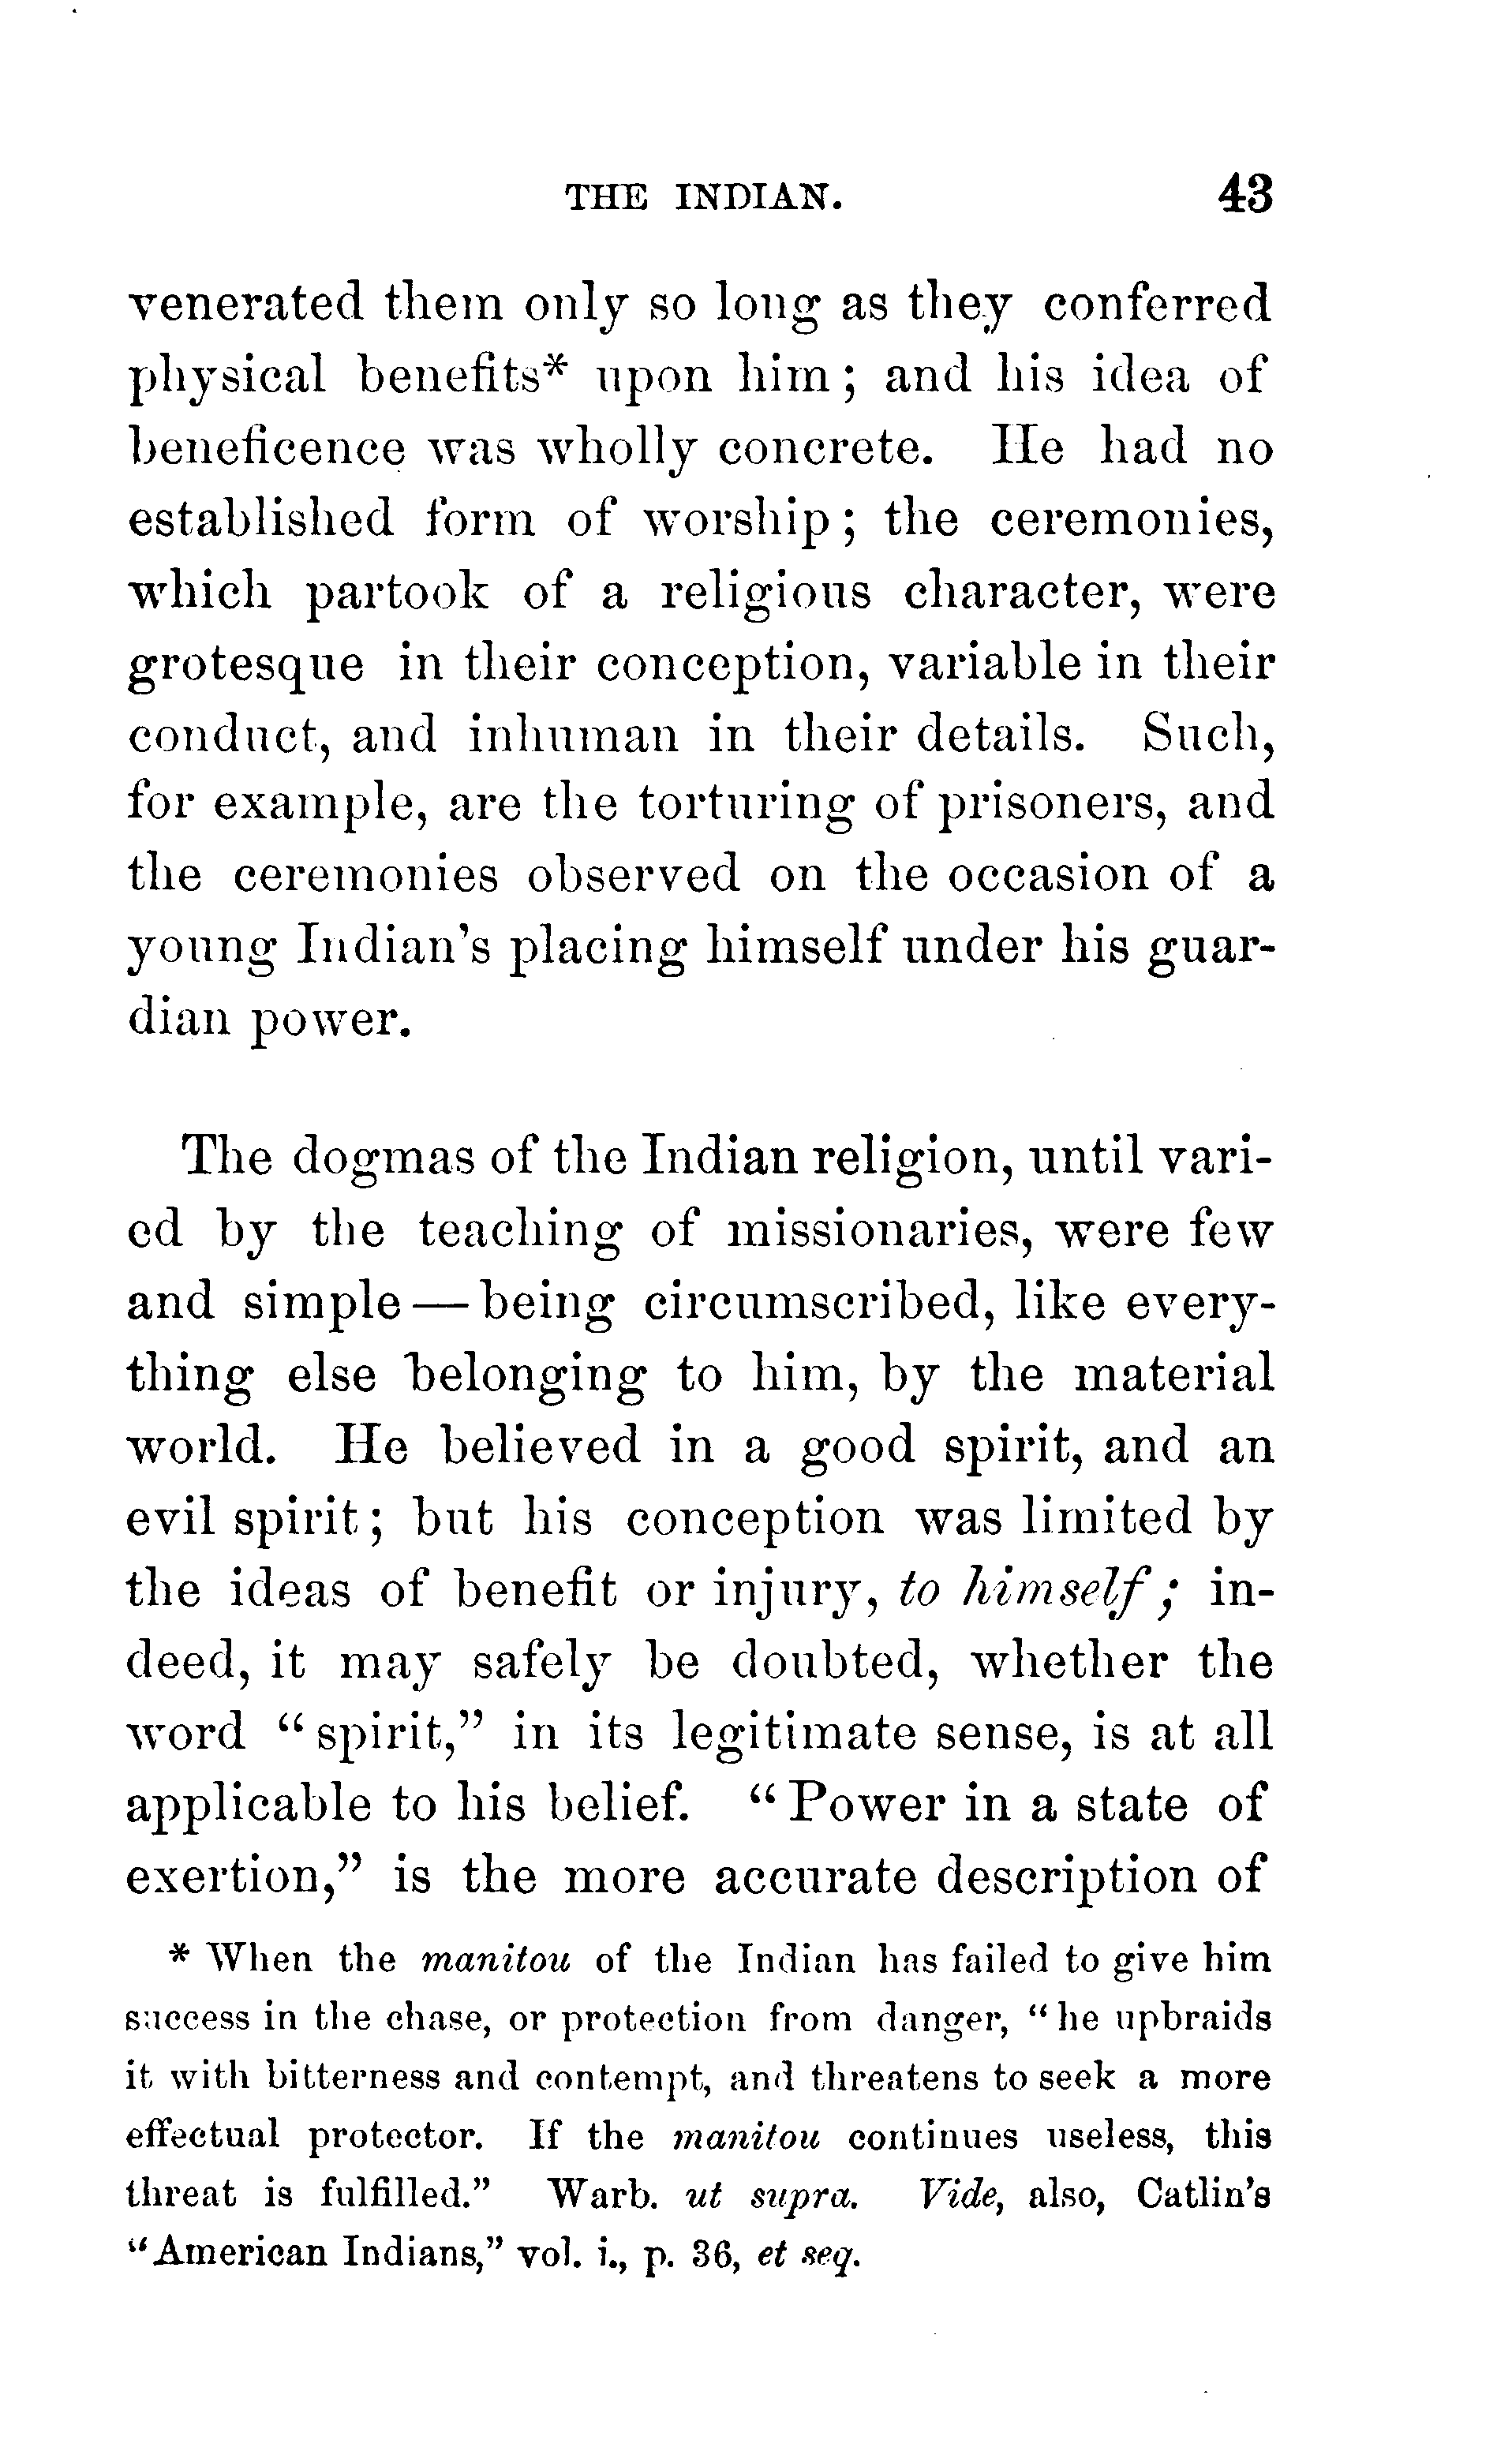 THE INDIAN. 43
venerated them only so long as they conferred
physical benefits* upon him; and his idea of
beneficence was wholly concrete. He had no
established form of worship; the ceremonies,
which partook of a religious character, were
grotesque in their conception, variable in their
conduct, and inhuman in their details. Such,
for example, are the torturing of prisoners, and
the ceremonies observed on the occasion of a
young Indian's placing himself under his guar-
dian power.
The dogmas of the Indian religion, until vari-
ed by the teaching of missionaries, were few
and simple—being circumscribed, like every-
thing else belonging to him, by the material
world. He believed in a good spirit, and an
evil spirit; but his conception was limited by
the ideas of benefit or injury, to himself; in-
deed, it may safely be doubted, whether the
word "spirit," in its legitimate sense, is at all
applicable to his belief. "Power in a state of
exertion," is the more accurate description of
* When the manitou of the Indian has failed to give him
success in the chase, or protection from danger, "he upbraids
it with bitterness and contempt, and threatens to seek a more
effectual protector. If the manitou continues useless, this
threat is fulfilled." Warb. ut supra. Vide, also, Catlin's
"American Indians," vol. i., p. 36, et seq.